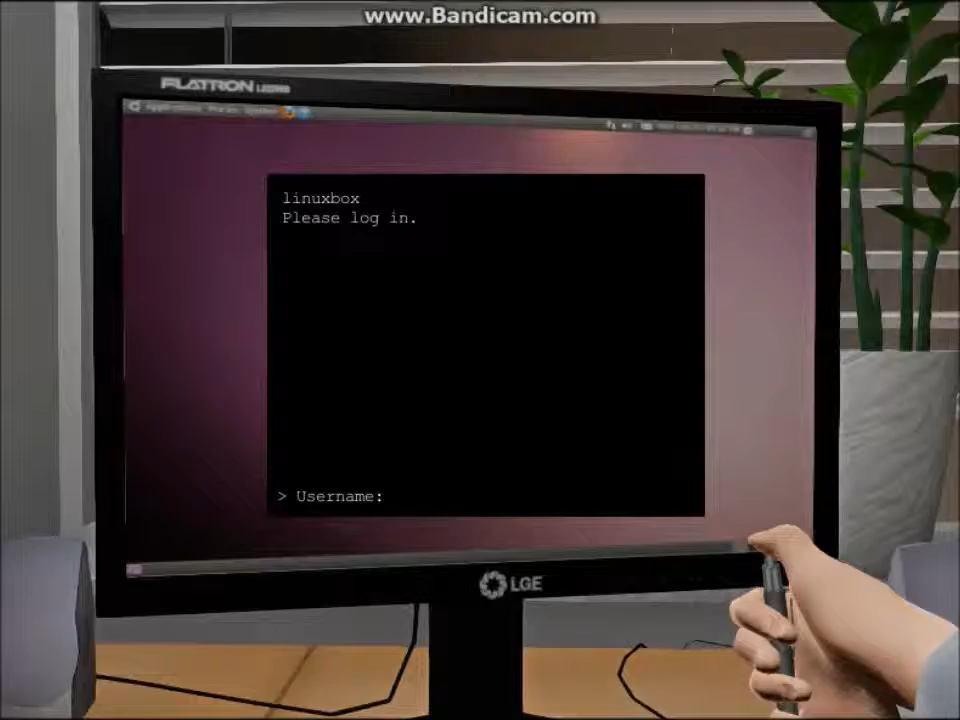 www.Bandicam.com
FLATRON
linuxbox
Please log in.
> Username:
LGE